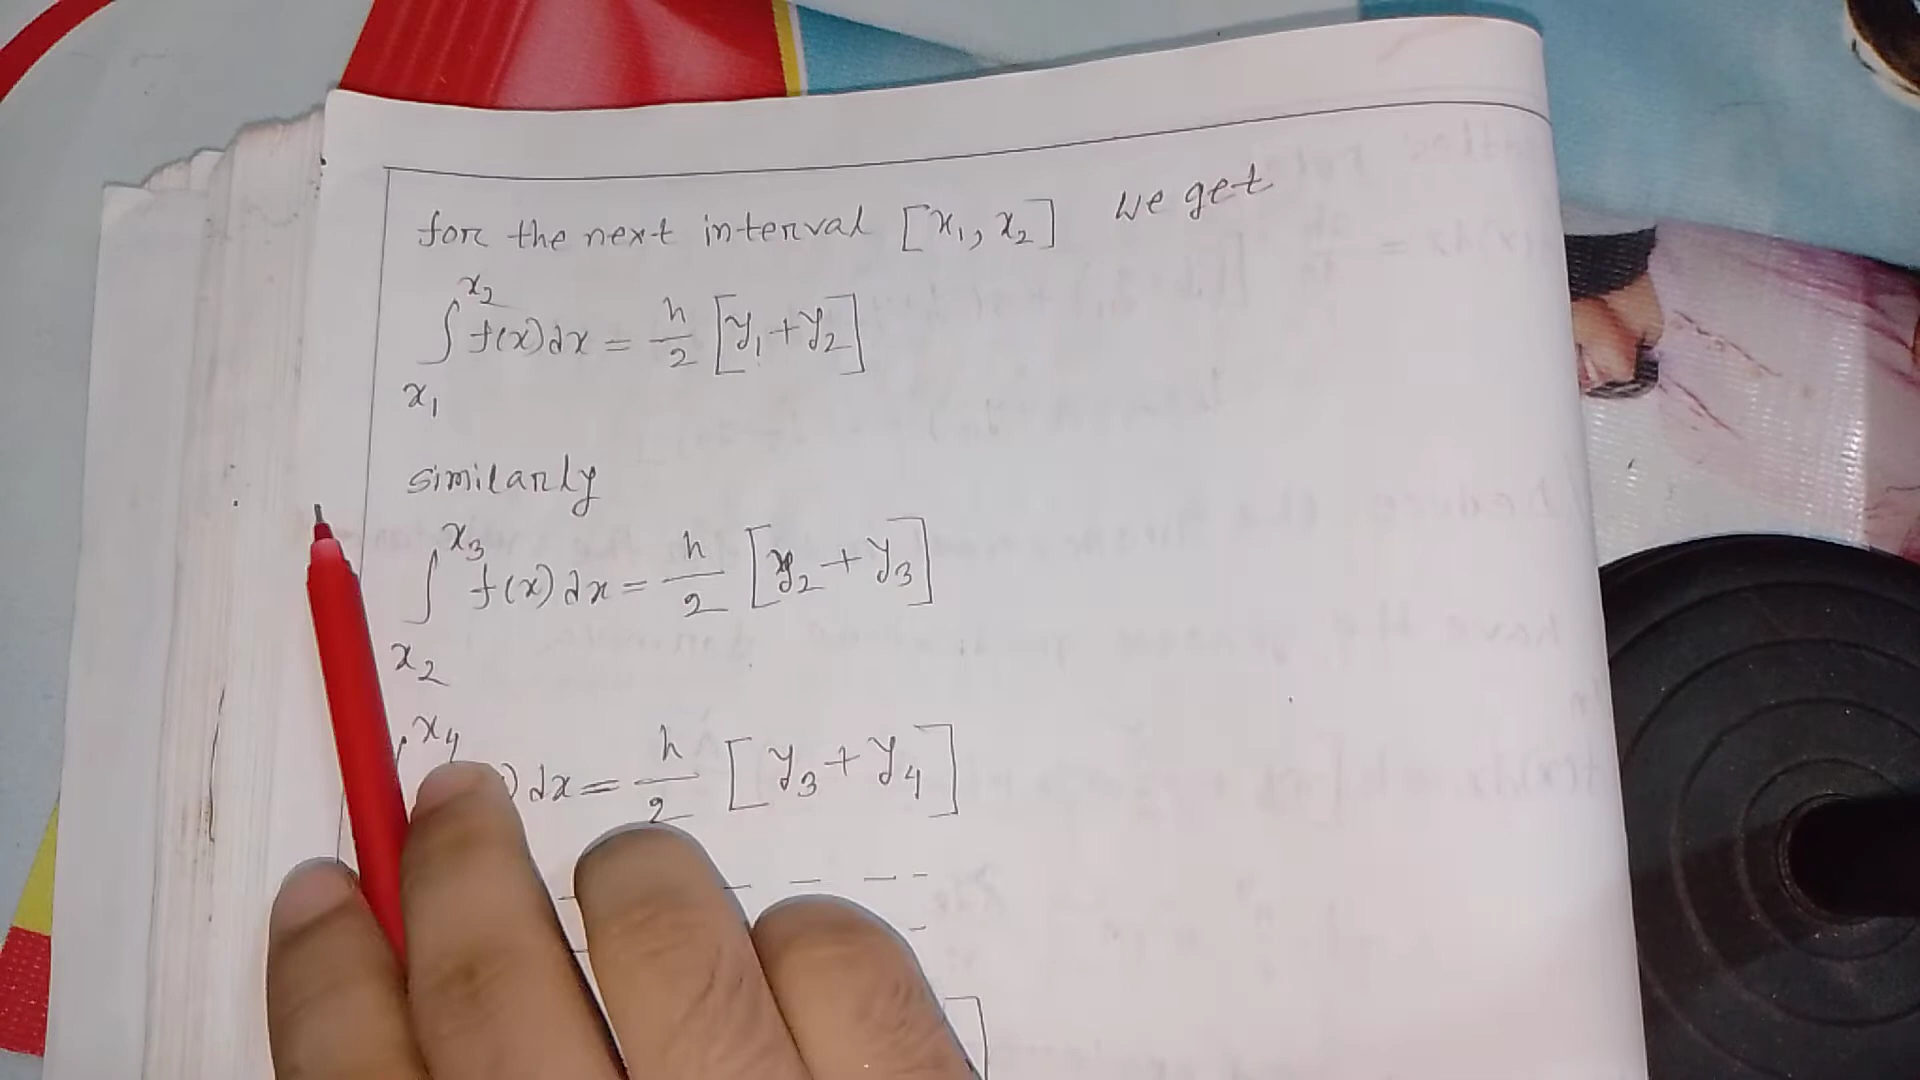 for the next interval [x₁, x₂] we get
∫_{x₁}^{x₂} f(x)dx = h/2 [y₁+y₂]
similarly
∫_{x₂}^{x₃} f(x)dx = h/2 [y₂+y₃]
x₄ ) dx = h/2 [y₃+y₄]